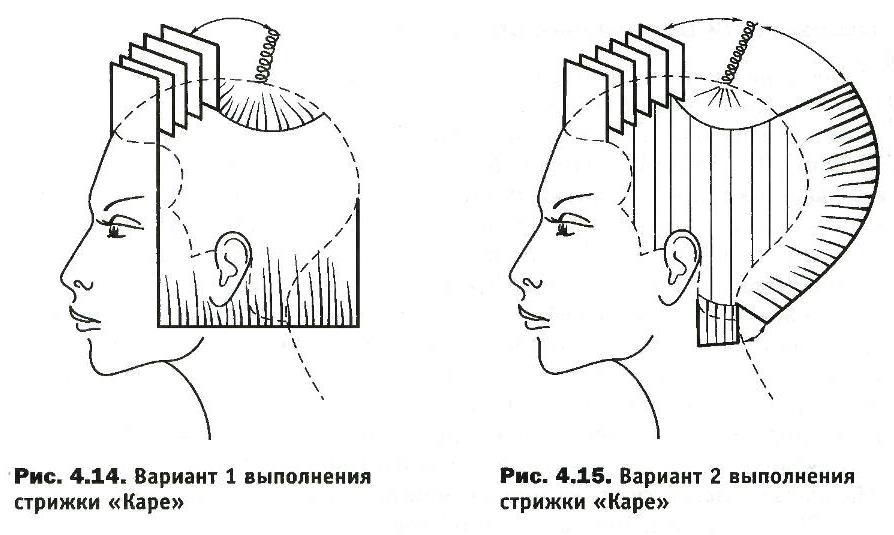 Рис. 4.14. Вариант 1 выполнения
стрижки «Каре»
Рис. 4.15. Вариант 2 выполнения
стрижки «Каре»